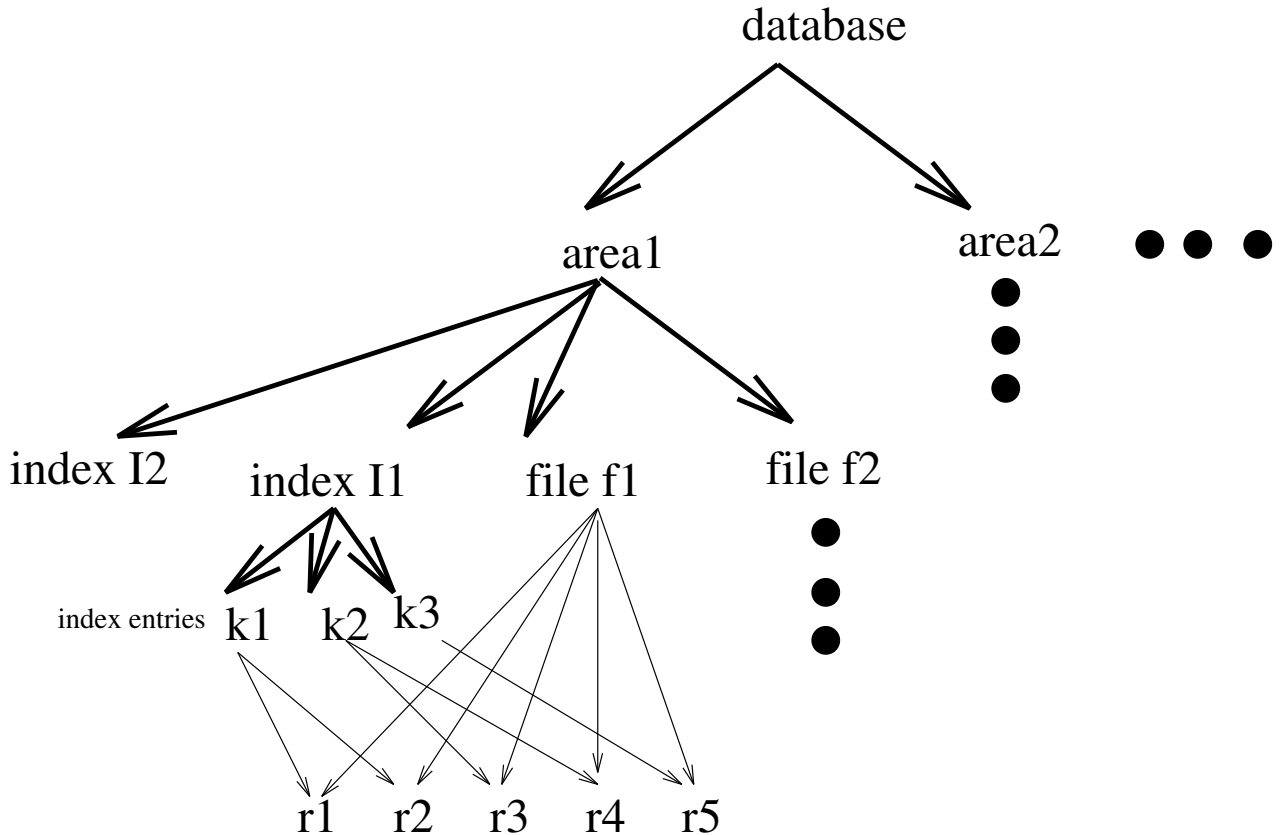 database
area1
area2
index I2
index I1
file f1
file f2
index entries
k1
k2
k3
r1
r2
r3
r4
r5